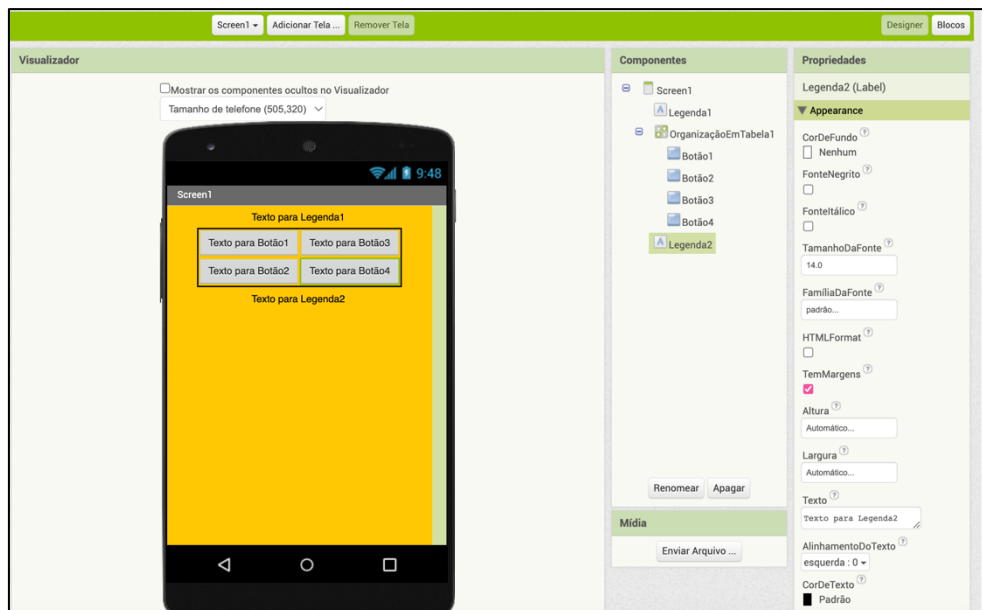 Screen1
Adicionar Tela ...
Remover Tela
Designer
Blocos
Visualizador
Mostrar os componentes ocultos no Visualizador
Tamanho de telefone (505,320)
9:48
Screen1
Texto para Legenda1
Texto para Botão1 Texto para Botão3
Texto para Botão2 Texto para Botão4
Texto para Legenda2
Componentes
Screen1
Legenda1
OrganizaçãoEmTabela1
Botão1
Botão2
Botão3
Botão4
Legenda2
Renomear Apagar
Mídia
Enviar Arquivo ...
Propriedades
Legenda2 (Label)
Appearance
CorDeFundo ?
Nenhum
FonteNegrito ?
FonteItálico ?
TamanhoDaFonte ?
14.0
FamíliaDaFonte ?
padrão...
HTMLFormat ?
TemMargens ?
Altura ?
Automático...
Largura ?
Automático...
Texto ?
Texto para Legenda2
AlinhamentoDoTexto ?
esquerda : 0
CorDeTexto ?
Padrão